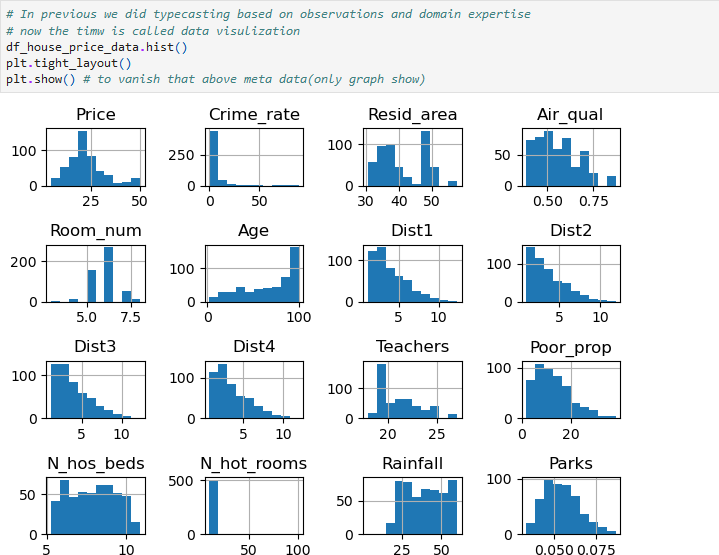 # In previous we did typecasting based on observations and domain expertise
# now the timw is called data visulization
df_house_price_data.hist()
plt.tight_layout()
plt.show() # to vanish that above meta data(only graph show)
Price Crime_rate Resid_area Air_qual
100 0 25 50
250 0 0 50
100 0 30 40 50
50 0 0.50 0.75
Room_num Age Dist1 Dist2
200 0 5.0 7.5
100 0 0 100
100 0 5 10
100 0 5 10
Dist3 Dist4 Teachers Poor_prop
100 0 5 10
100 0 5 10
100 0 20 25
100 0 0 20
N_hos_beds N_hot_rooms Rainfall Parks
50 0 5 10
500 0 50 100
50 0 25 50
100 0 0.050 0.075